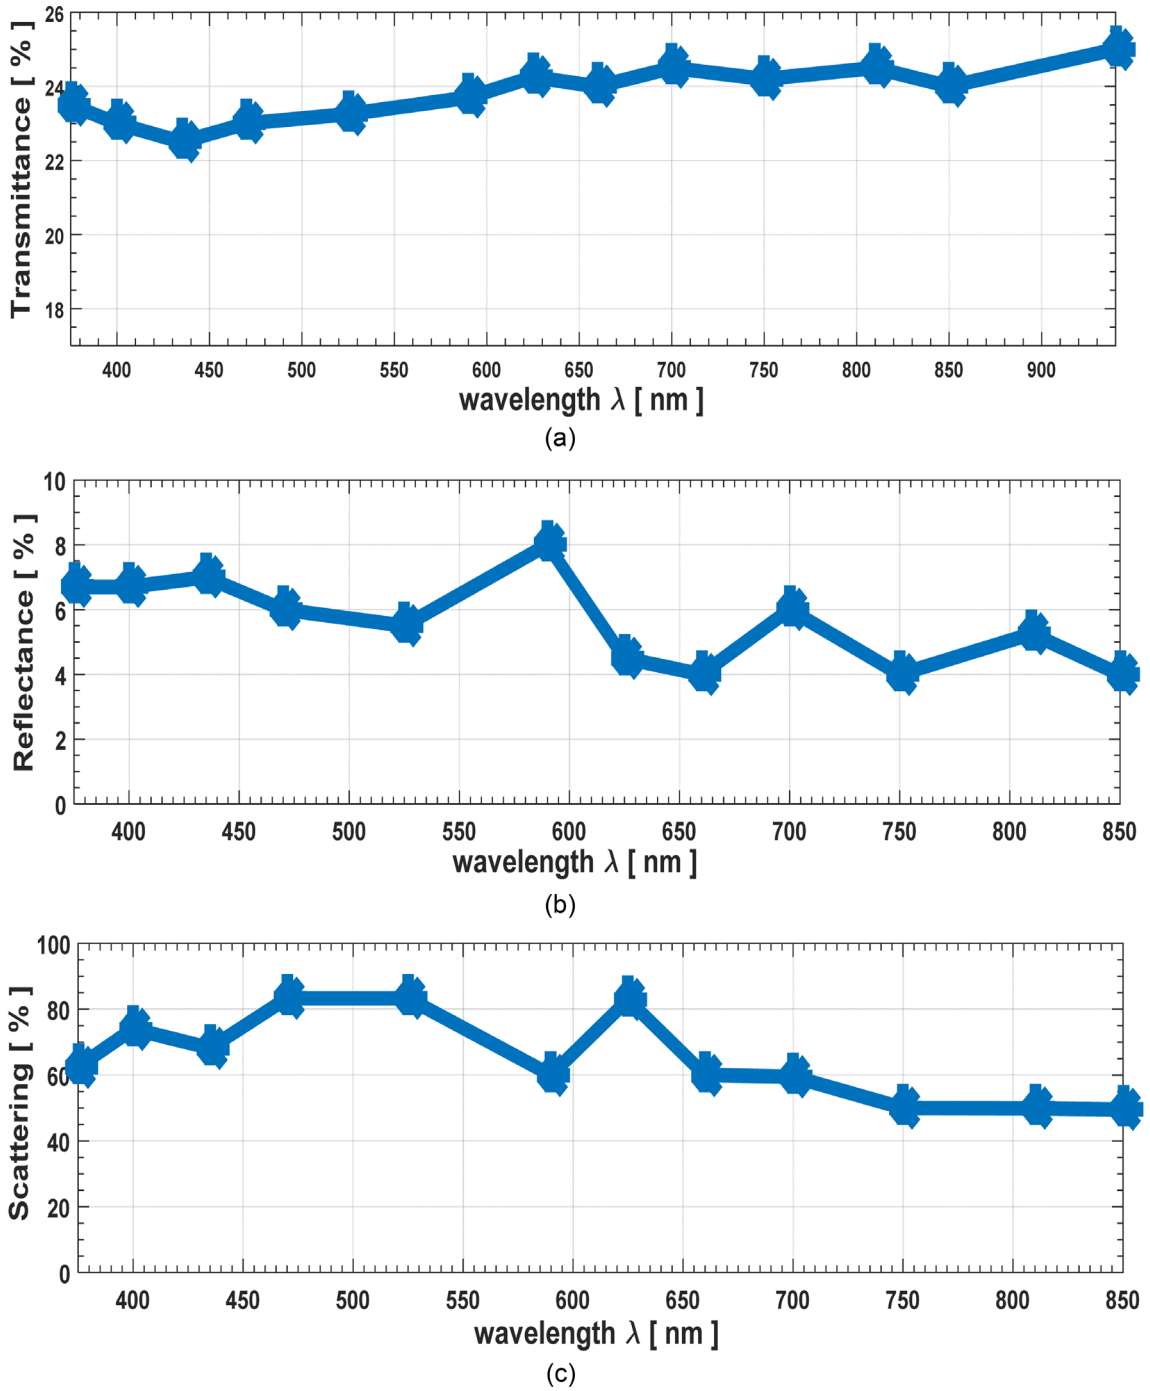 Transmittance [ % ]
26
24
22
20
18
400 450 500 550 600 650 700 750 800 850 900
wavelength λ [ nm ]
(a)
Reflectance [ % ]
10
8
6
4
2
0
400 450 500 550 600 650 700 750 800 850
wavelength λ [ nm ]
(b)
Scattering [ % ]
100
80
60
40
20
0
400 450 500 550 600 650 700 750 800 850
wavelength λ [ nm ]
(c)